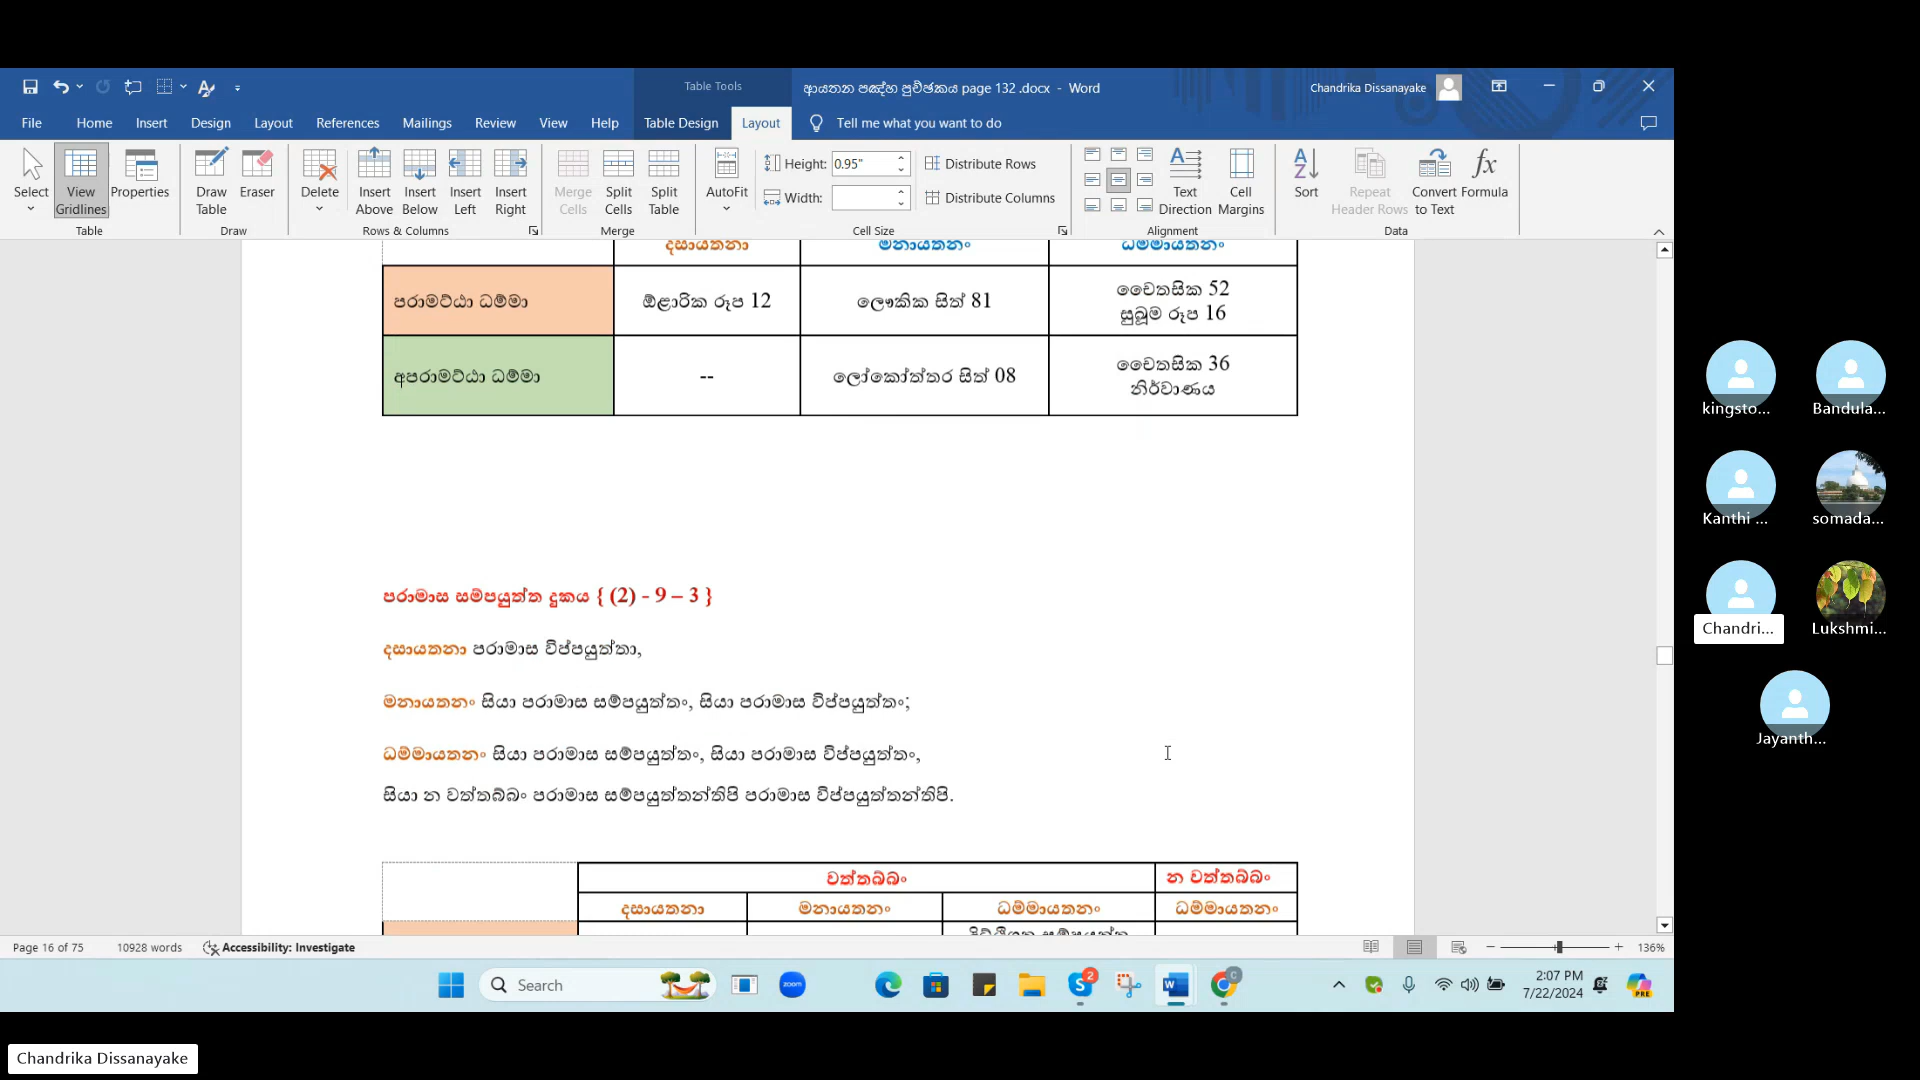 Table Tools
ආයතන පඤ්හ පුච්ඡකය page 132 .docx - Word
Chandrika Dissanayake
File Home Insert Design Layout References Mailings Review View Help Table Design Layout Tell me what you want to do
Select
View Gridlines
Properties
Draw Table
Eraser
Delete
Insert Above
Insert Below
Insert Left
Insert Right
Merge Cells
Split Cells
Split Table
AutoFit
Height: 0.95"
Width:
Distribute Rows
Distribute Columns
Text Direction
Cell Margins
Sort
Repeat Header Rows
Convert to Text
Formula
Table Draw Rows & Columns Merge Cell Size Alignment Data
දසායතනා මනායතනං ධම්මායතනං
පරාමට්ඨා ධම්මා ඕළාරික රූප 12 ලෞකික සිත් 81 චෛතසික 52
සුඛූම රූප 16
අපරාමට්ඨා ධම්මා -- ලෝකෝත්තර සිත් 08 චෛතසික 36
නිර්වාණය
පරාමාස සම්පයුත්ත දුකය { (2) - 9 – 3 }
දසායතනා පරාමාස විප්පයුත්තා,
මනායතනං සියා පරාමාස සම්පයුත්තං, සියා පරාමාස විප්පයුත්තං;
ධම්මායතනං සියා පරාමාස සම්පයුත්තං, සියා පරාමාස විප්පයුත්තං,
සියා න වත්තබ්බං පරාමාස සම්පයුත්තන්තිපි පරාමාස විප්පයුත්තන්තිපි.
වත්තබ්බං න වත්තබ්බං
දසායතනා මනායතනං ධම්මායතනං ධම්මායතනං
Page 16 of 75 10928 words Accessibility: Investigate 136%
Search
zoom
2
2:07 PM
7/22/2024
kingsto...
Bandula...
Kanthi ...
somada...
Chandri...
Lukshmi...
Jayanth...
Chandrika Dissanayake